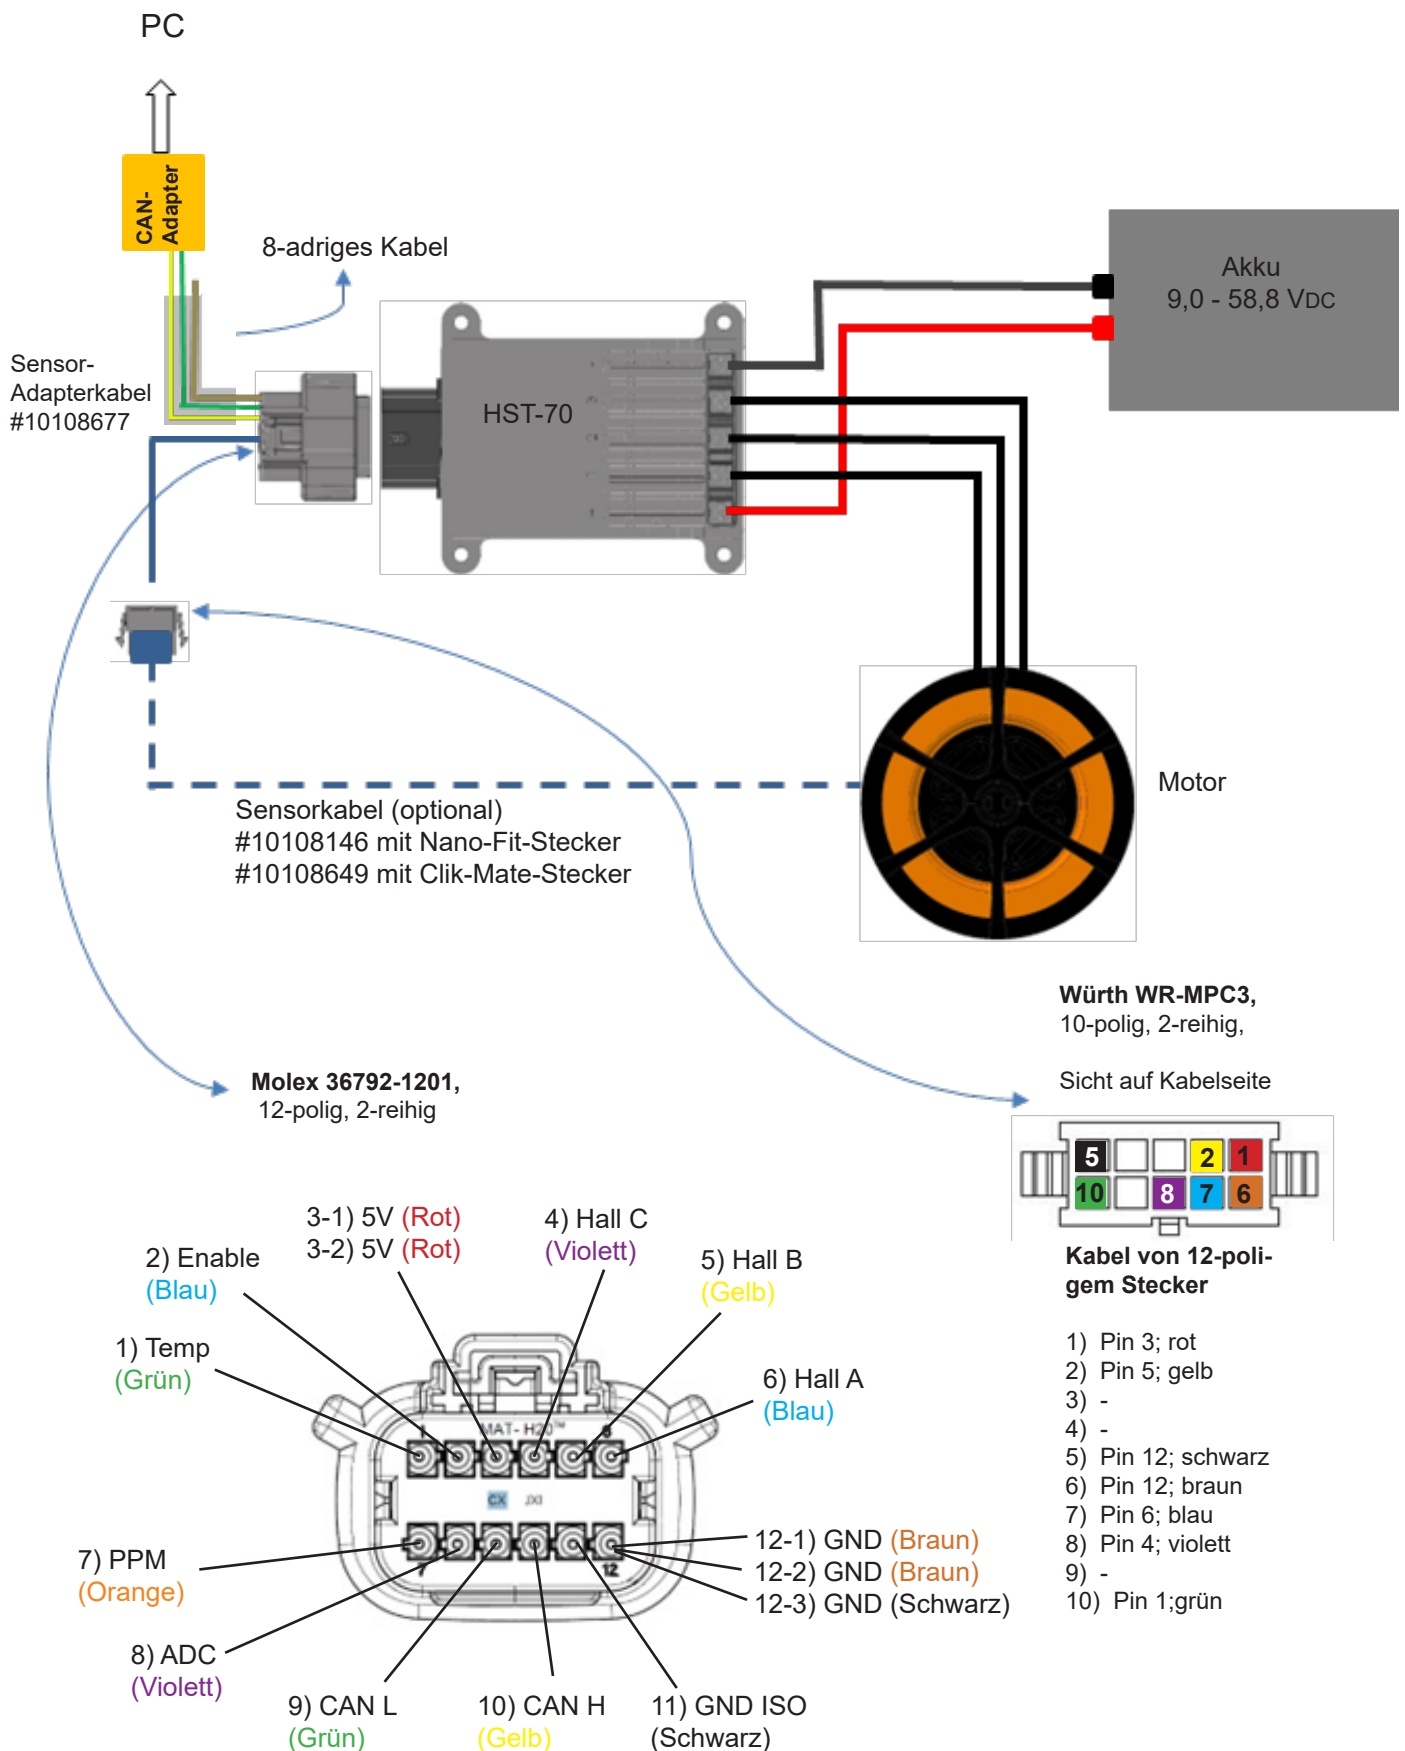 PC
CAN-
Adapter
8-adriges Kabel
Akku
9,0 - 58,8 VDC
Sensor-
Adapterkabel
#10108677
HST-70
Motor
Sensorkabel (optional)
#10108146 mit Nano-Fit-Stecker
#10108649 mit Clik-Mate-Stecker
Würth WR-MPC3,
10-polig, 2-reihig,
Sicht auf Kabelseite
Molex 36792-1201,
12-polig, 2-reihig
5 2 1
10 8 7 6
Kabel von 12-poli-
gem Stecker
1) Pin 3; rot
2) Pin 5; gelb
3) -
4) -
5) Pin 12; schwarz
6) Pin 12; braun
7) Pin 6; blau
8) Pin 4; violett
9) -
10) Pin 1;grün
3-1) 5V (Rot)
3-2) 5V (Rot)
4) Hall C
(Violett)
2) Enable
(Blau)
5) Hall B
(Gelb)
1) Temp
(Grün)
6) Hall A
(Blau)
MAT- H20™
CX
7 12
12-1) GND (Braun)
12-2) GND (Braun)
12-3) GND (Schwarz)
7) PPM
(Orange)
8) ADC
(Violett)
9) CAN L
(Grün)
10) CAN H
(Gelb)
11) GND ISO
(Schwarz)